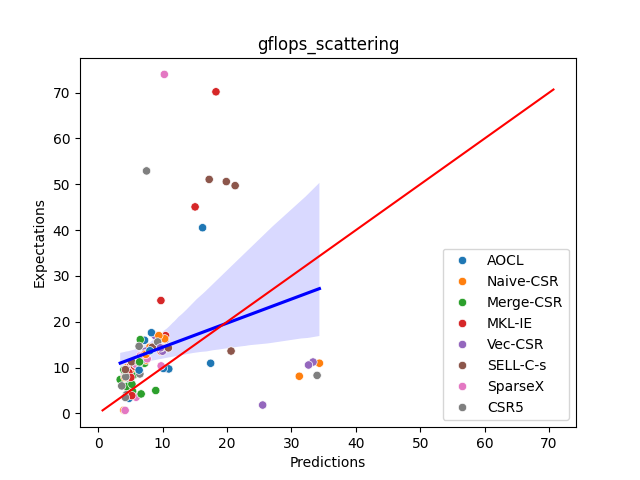 gflops_scattering
Expectations
70
60
50
40
30
20
10
0
0 10 20 30 40 50 60 70
Predictions
AOCL
Naive-CSR
Merge-CSR
MKL-IE
Vec-CSR
SELL-C-s
SparseX
CSR5